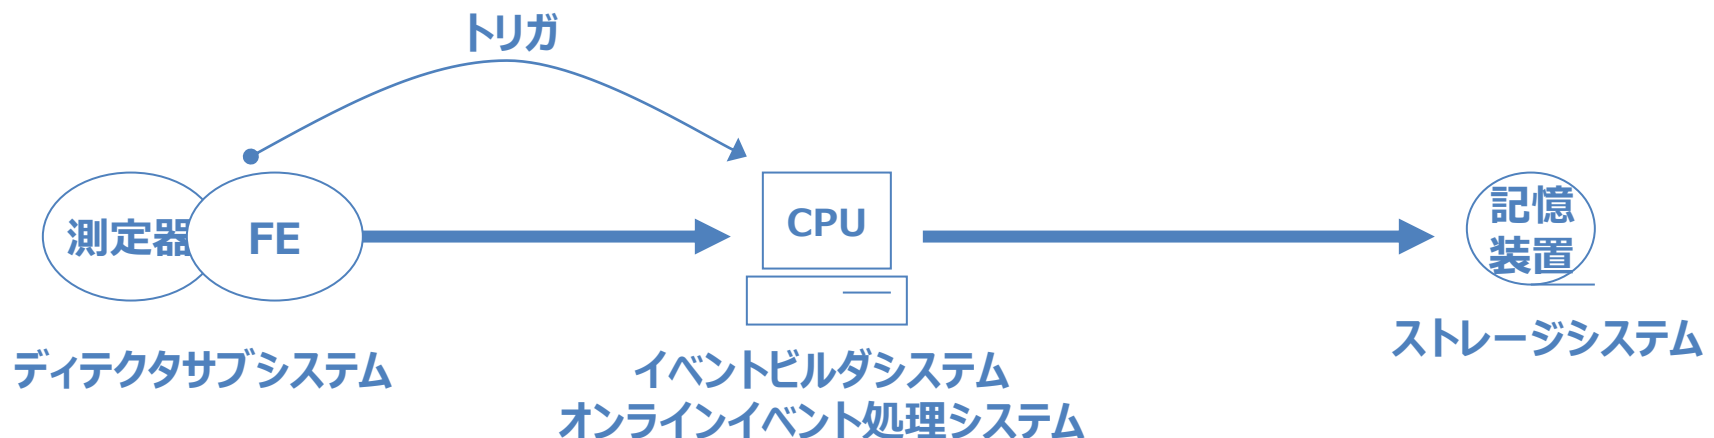 トリガ
測定器
FE
CPU
記憶
装置
ディテクタサブシステム
イベントビルダシステム
オンラインイベント処理システム
ストレージシステム